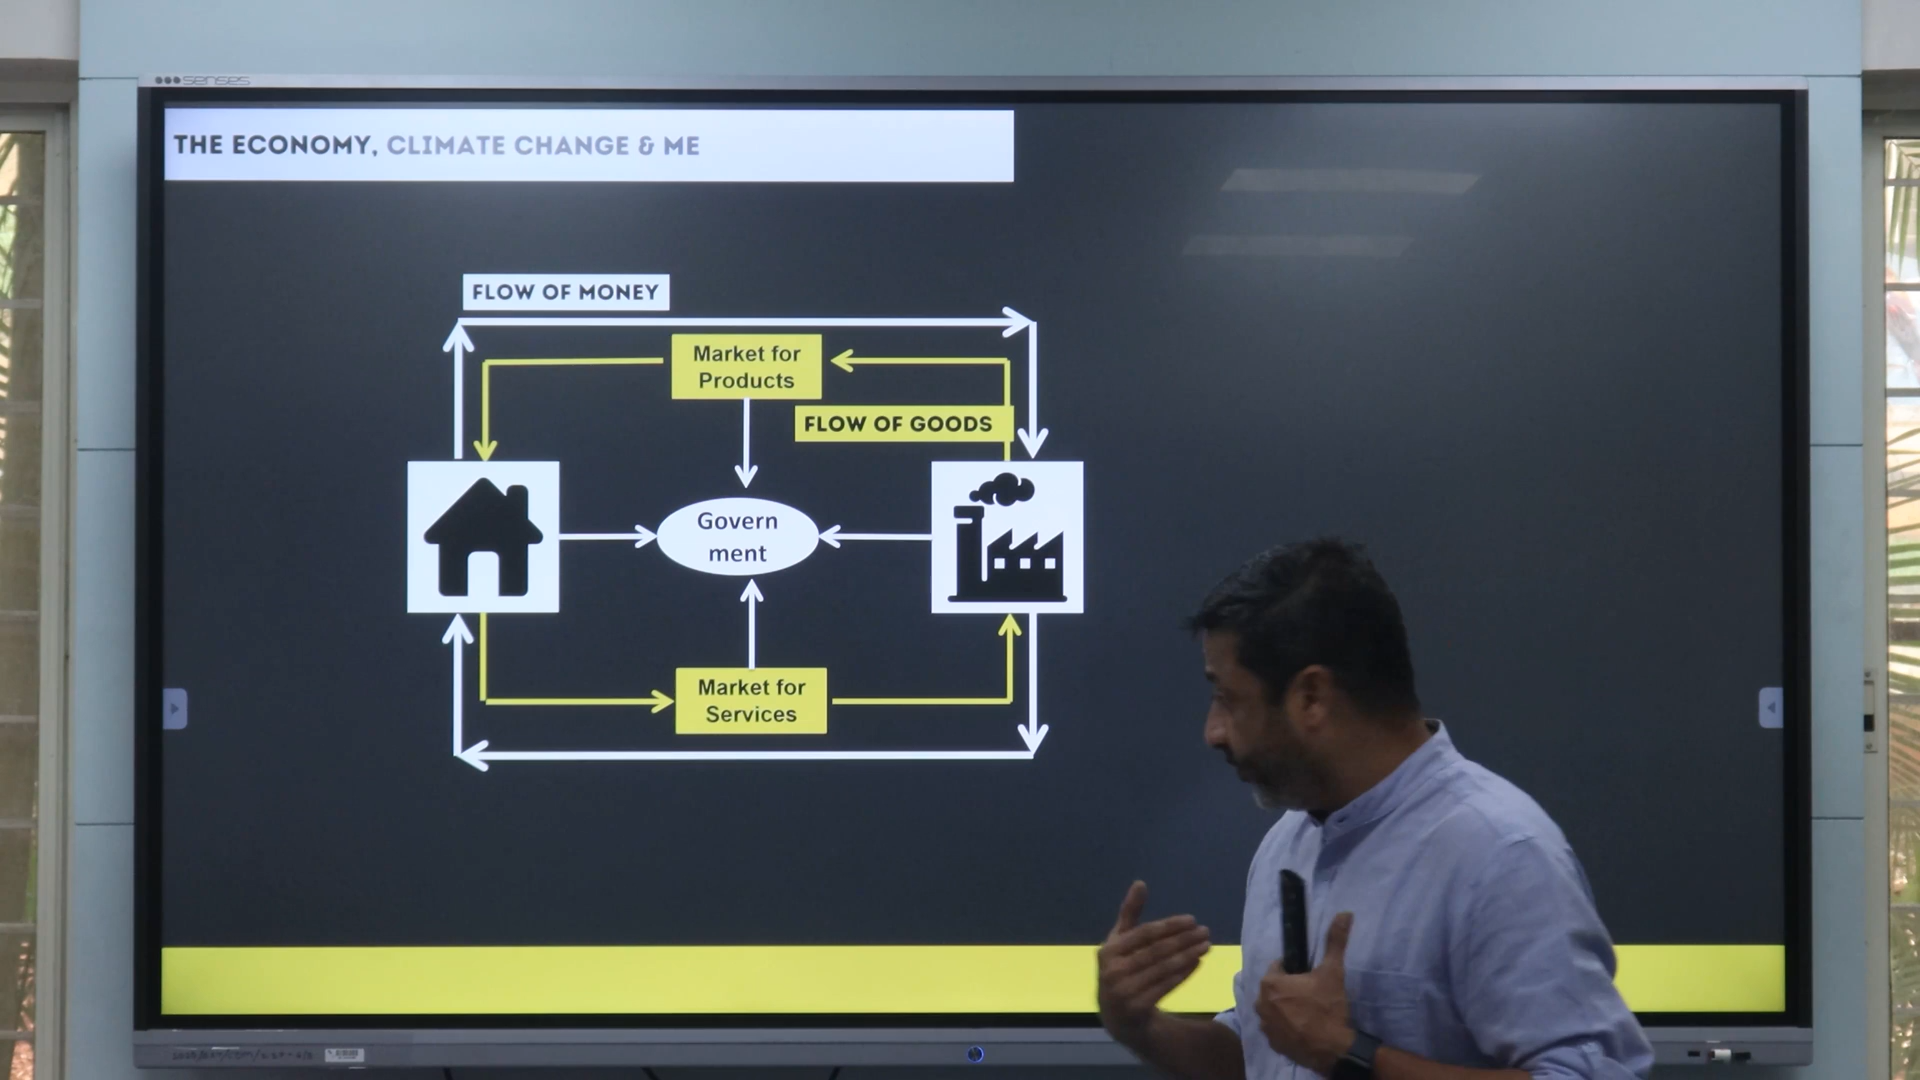 senses
THE ECONOMY, CLIMATE CHANGE & ME
FLOW OF MONEY
Market for
Products
FLOW OF GOODS
Govern
ment
Market for
Services